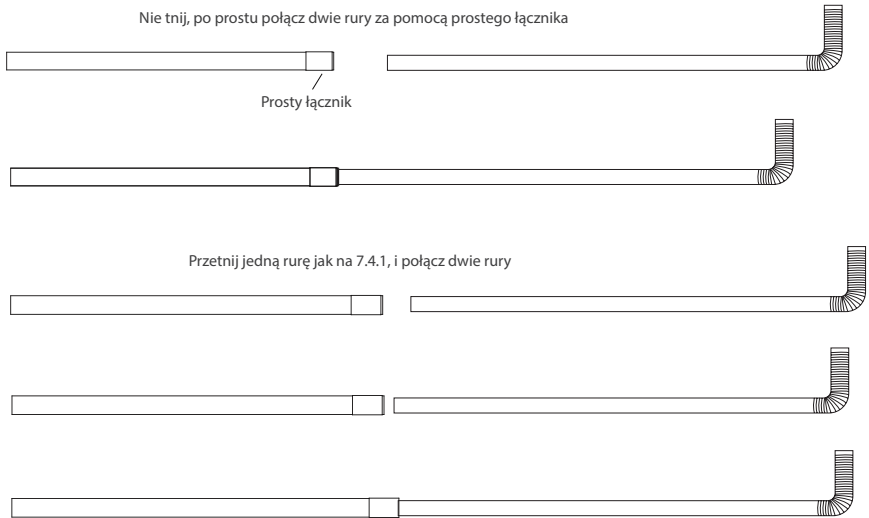 Nie tnij, po prostu połącz dwie rury za pomocą prostego łącznika
Prosty łącznik
Przetnij jedną rurę jak na 7.4.1, i połącz dwie rury